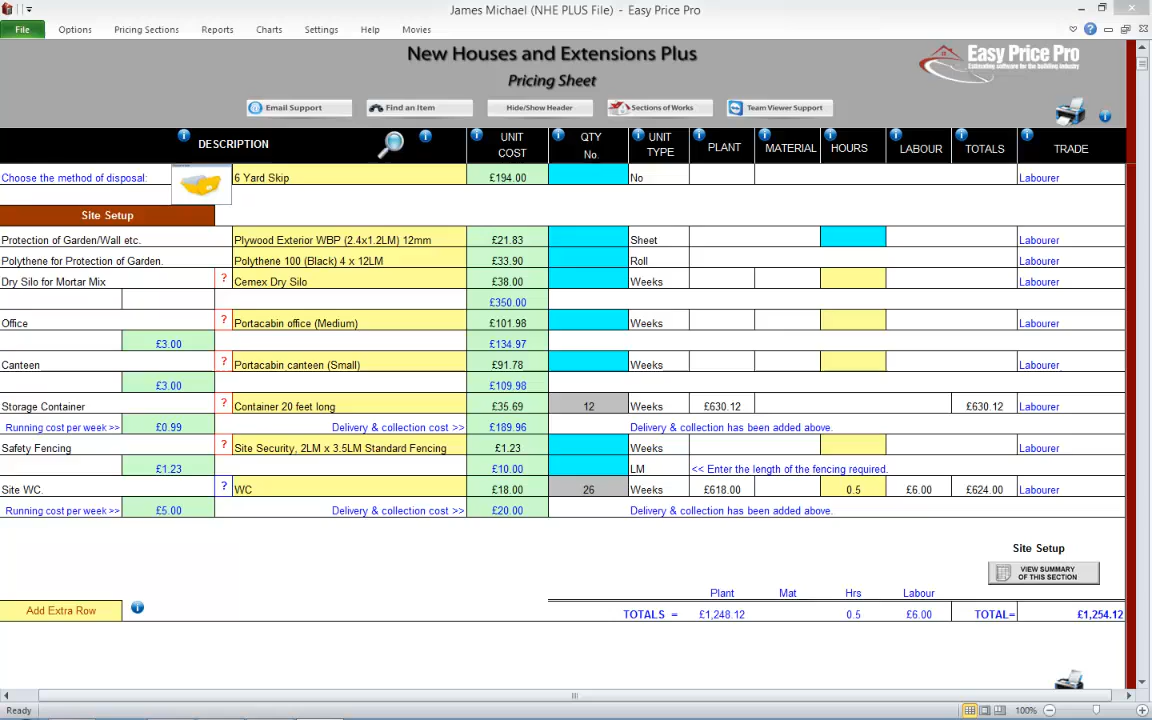 James Michael (NHE PLUS File) - Easy Price Pro
File Options Pricing Sections Reports Charts Settings Help Movies
New Houses and Extensions Plus
Pricing Sheet
Easy Price Pro
Estimating software for the building industry
Email Support Find an Item Hide/Show Header Sections of Works Team Viewer Support
DESCRIPTION UNIT COST QTY No. UNIT TYPE PLANT MATERIAL HOURS LABOUR TOTALS TRADE
Choose the method of disposal: 6 Yard Skip £194.00 No Labourer
Site Setup
Protection of Garden/Wall etc. Plywood Exterior WBP (2.4x1.2LM) 12mm £21.83 Sheet Labourer
Polythene for Protection of Garden. Polythene 100 (Black) 4 x 12LM £33.90 Roll Labourer
Dry Silo for Mortar Mix ? Cemex Dry Silo £38.00 Weeks Labourer
£350.00
Office ? Portacabin office (Medium) £101.98 Weeks Labourer
£3.00 £134.97
Canteen ? Portacabin canteen (Small) £91.78 Weeks Labourer
£3.00 £109.98
Storage Container ? Container 20 feet long £35.69 12 Weeks £630.12 £630.12 Labourer
Running cost per week >> £0.99 Delivery & collection cost >> £189.96 Delivery & collection has been added above.
Safety Fencing ? Site Security, 2LM x 3.5LM Standard Fencing £1.23 Weeks Labourer
£1.23 £10.00 LM << Enter the length of the fencing required.
Site WC. ? WC £18.00 26 Weeks £618.00 0.5 £6.00 £624.00 Labourer
Running cost per week >> £5.00 Delivery & collection cost >> £20.00 Delivery & collection has been added above.
Site Setup
VIEW SUMMARY
OF THIS SECTION
Plant Mat Hrs Labour
Add Extra Row
TOTALS = £1,248.12 0.5 £6.00 TOTAL= £1,254.12
Ready 100%